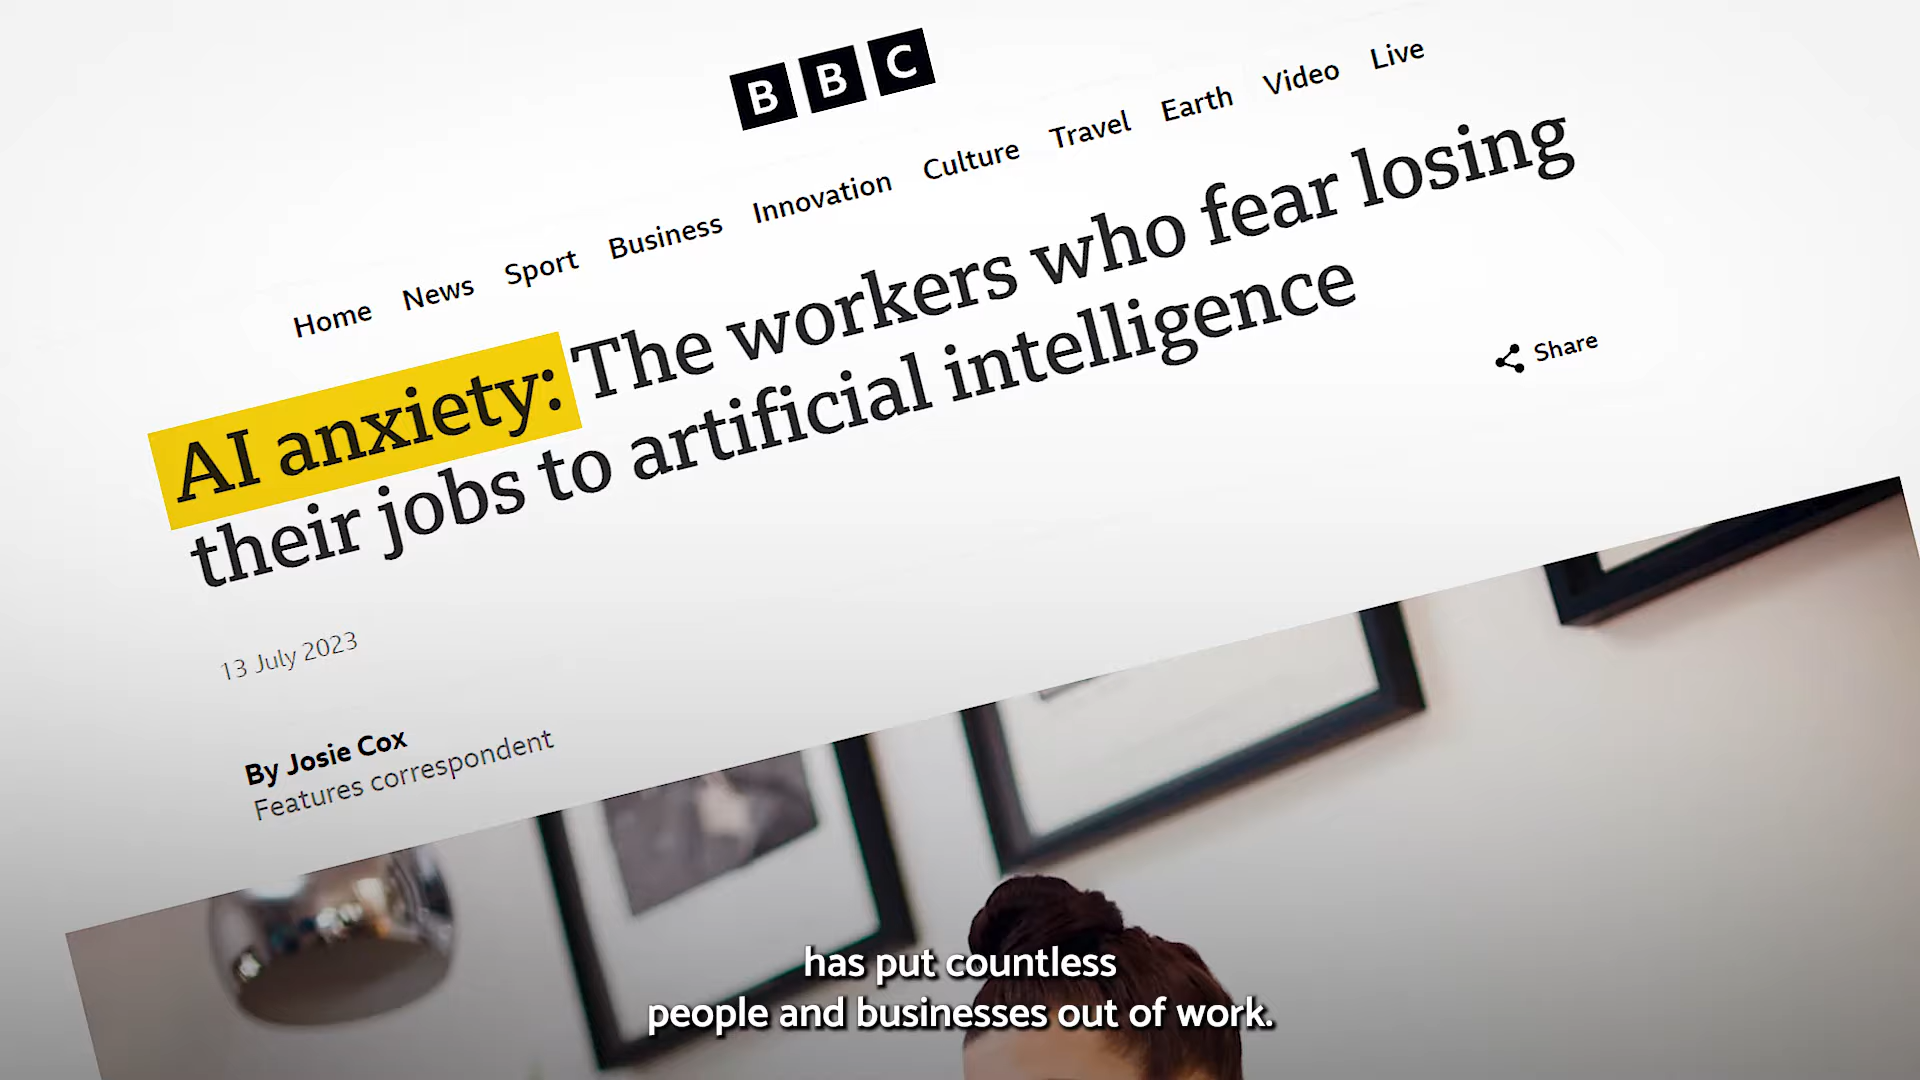 BBC
Home News Sport Business Innovation Culture Travel Earth Video Live
AI anxiety: The workers who fear losing
their jobs to artificial intelligence
Share
13 July 2023
By Josie Cox
Features correspondent
has put countless
people and businesses out of work.